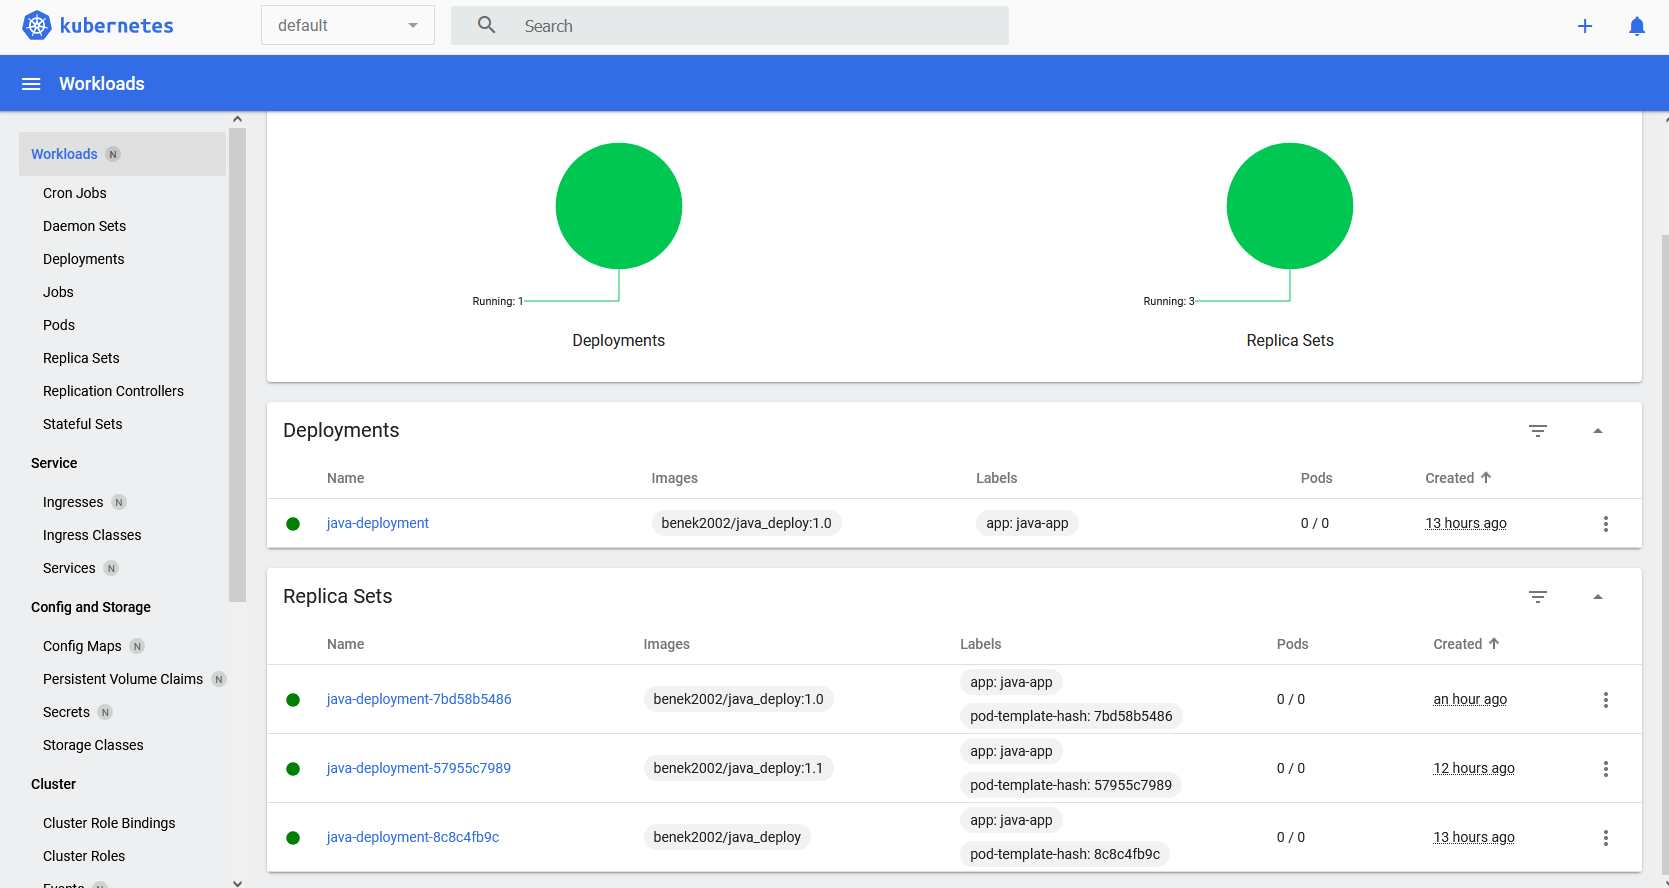 kubernetes
default
Search
Workloads
Workloads N
Cron Jobs
Daemon Sets
Deployments
Jobs
Pods
Replica Sets
Replication Controllers
Stateful Sets
Service
Ingresses N
Ingress Classes
Services N
Config and Storage
Config Maps N
Persistent Volume Claims N
Secrets N
Storage Classes
Cluster
Cluster Role Bindings
Cluster Roles
Events N
Running: 1
Deployments
Running: 3
Replica Sets
Deployments
Name Images Labels Pods Created
java-deployment benek2002/java_deploy:1.0 app: java-app 0 / 0 13 hours ago
Replica Sets
Name Images Labels Pods Created
app: java-app
java-deployment-7bd58b5486 benek2002/java_deploy:1.0 0 / 0 an hour ago
pod-template-hash: 7bd58b5486
app: java-app
java-deployment-57955c7989 benek2002/java_deploy:1.1 0 / 0 12 hours ago
pod-template-hash: 57955c7989
app: java-app
java-deployment-8c8c4fb9c benek2002/java_deploy 0 / 0 13 hours ago
pod-template-hash: 8c8c4fb9c